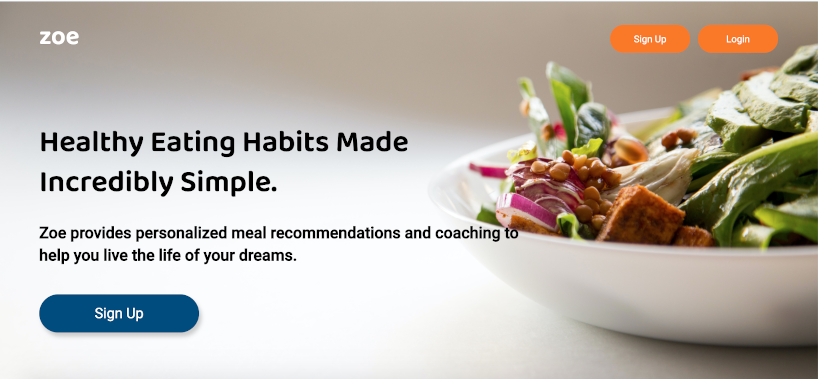 zoe
Sign Up
Login
Healthy Eating Habits Made
Incredibly Simple.
Zoe provides personalized meal recommendations and coaching to
help you live the life of your dreams.
Sign Up